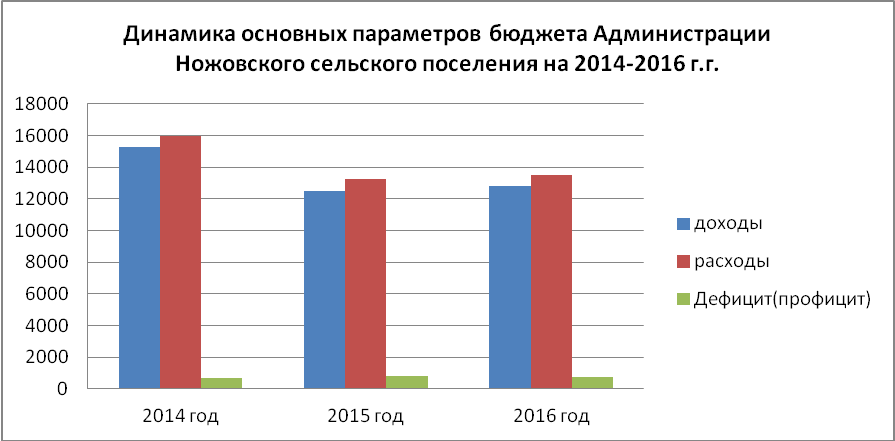 Динамика основных параметров бюджета Администрации
Ножовского сельского поселения на 2014-2016 г.г.
18000
16000
14000
12000
10000
8000
6000
4000
2000
0
2014 год
2015 год
2016 год
доходы
расходы
Дефицит(профицит)